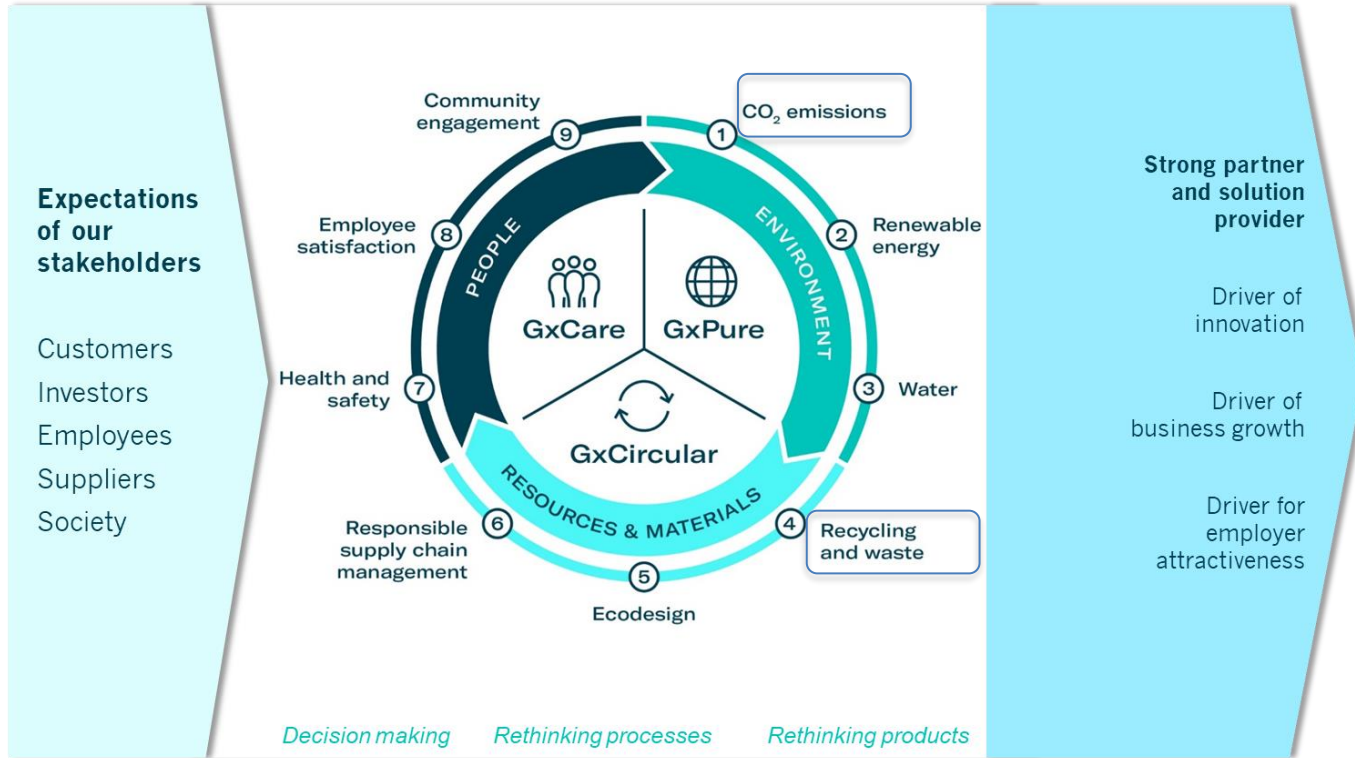 Expectations
of our
stakeholders
Customers
Investors
Employees
Suppliers
Society
Community
engagement
9
1
CO₂ emissions
Employee
satisfaction
8
2
Renewable
energy
PEOPLE
ENVIRONMENT
GxCare
GxPure
Health and
safety
7
3
Water
GxCircular
RESOURCES & MATERIALS
Responsible
supply chain
management
6
4
Recycling
and waste
5
Ecodesign
Decision making
Rethinking processes
Rethinking products
Strong partner
and solution
provider
Driver of
innovation
Driver of
business growth
Driver for
employer
attractiveness